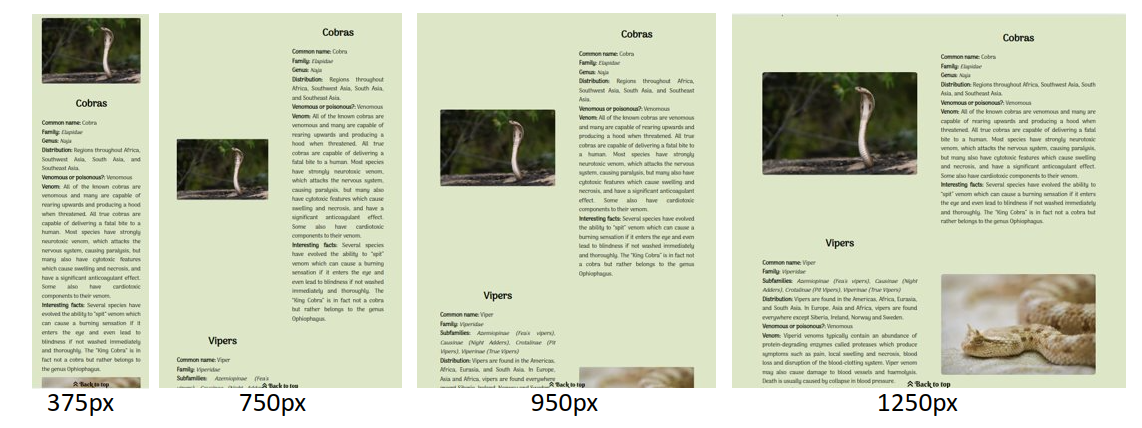 Cobras
Common name: Cobra
Family: Elapidae
Genus: Naja
Distribution: Regions throughout Africa,
Southwest Asia, South Asia, and
Southeast Asia.
Venomous or poisonous?: Venomous
Venom: All of the known cobras are
venomous and many are capable of
rearing upwards and producing a hood
when threatened. All true cobras are
capable of delivering a fatal bite to a
human. Most species have strongly
neurotoxic venom, which attacks the
nervous system, causing paralysis, but
many also have cytotoxic features
which cause swelling and necrosis, and
have a significant anticoagulant effect.
Some also have cardiotoxic
components to their venom.
Interesting facts: Several species have
evolved the ability to "spit" venom which
can cause a burning sensation if it
enters the eye and even lead to
blindness if not washed immediately
and thoroughly. The "King Cobra" is in
fact not a cobra but rather belongs to
the genus Ophiophagus.
Back to top
375px
Cobras
Common name: Cobra
Family: Elapidae
Genus: Naja
Distribution: Regions throughout
Africa, Southwest Asia, South Asia,
and Southeast Asia.
Venomous or poisonous?: Venomous
Venom: All of the known cobras are
venomous and many are capable of
rearing upwards and producing a
hood when threatened. All true
cobras are capable of delivering a
fatal bite to a human. Most species
have strongly neurotoxic venom,
which attacks the nervous system,
causing paralysis, but many also have
cytotoxic features which cause
swelling and necrosis, and have a
significant anticoagulant effect.
Some also have cardiotoxic
components to their venom.
Interesting facts: Several species
have evolved the ability to "spit"
venom which can cause a burning
sensation if it enters the eye and
even lead to blindness if not washed
immediately and thoroughly. The
"King Cobra" is in fact not a cobra
but rather belongs to the genus
Ophiophagus.
Vipers
Common name: Viper
Family: Viperidae
Subfamilies: Azemiopinae (Fea's
Back to top
750px
Cobras
Common name: Cobra
Family: Elapidae
Genus: Naja
Distribution: Regions throughout Africa,
Southwest Asia, South Asia, and Southeast
Asia.
Venomous or poisonous?: Venomous
Venom: All of the known cobras are venomous
and many are capable of rearing upwards and
producing a hood when threatened. All true
cobras are capable of delivering a fatal bite to
a human. Most species have strongly
neurotoxic venom, which attacks the nervous
system, causing paralysis, but many also have
cytotoxic features which cause swelling and
necrosis, and have a significant anticoagulant
effect. Some also have cardiotoxic
components to their venom.
Interesting facts: Several species have evolved
the ability to "spit" venom which can cause a
burning sensation if it enters the eye and even
lead to blindness if not washed immediately
and thoroughly. The "King Cobra" is in fact not
a cobra but rather belongs to the genus
Ophiophagus.
Vipers
Common name: Viper
Family: Viperidae
Subfamilies: Azemiopinae (Fea's vipers),
Causinae (Night Adders), Crotalinae (Pit
Vipers), Viperinae (True Vipers)
Distribution: Vipers are found in the Americas,
Africa, Eurasia, and South Asia. In Europe,
Asia and Africa, vipers are found everywhere
Back to top
950px
Cobras
Common name: Cobra
Family: Elapidae
Genus: Naja
Distribution: Regions throughout Africa, Southwest Asia, South
Asia, and Southeast Asia.
Venomous or poisonous?: Venomous
Venom: All of the known cobras are venomous and many are
capable of rearing upwards and producing a hood when
threatened. All true cobras are capable of delivering a fatal
bite to a human. Most species have strongly neurotoxic
venom, which attacks the nervous system, causing paralysis,
but many also have cytotoxic features which cause swelling
and necrosis, and have a significant anticoagulant effect.
Some also have cardiotoxic components to their venom.
Interesting facts: Several species have evolved the ability to
"spit" venom which can cause a burning sensation if it enters
the eye and even lead to blindness if not washed immediately
and thoroughly. The "King Cobra" is in fact not a cobra but
rather belongs to the genus Ophiophagus.
Vipers
Common name: Viper
Family: Viperidae
Subfamilies: Azemiopinae (Fea's vipers), Causinae (Night
Adders), Crotalinae (Pit Vipers), Viperinae (True Vipers)
Distribution: Vipers are found in the Americas, Africa, Eurasia,
and South Asia. In Europe, Asia and Africa, vipers are found
everywhere except Siberia, Ireland, Norway and Sweden.
Venomous or poisonous?: Venomous
Venom: Viperid venoms typically contain an abundance of
protein-degrading enzymes called proteases which produce
symptoms such as pain, local swelling and necrosis, blood
loss and disruption of the blood-clotting system. Viper venom
may also cause damage to blood vessels and haemolysis.
Death is usually caused by collapse in blood pressure.
Back to top
1250px